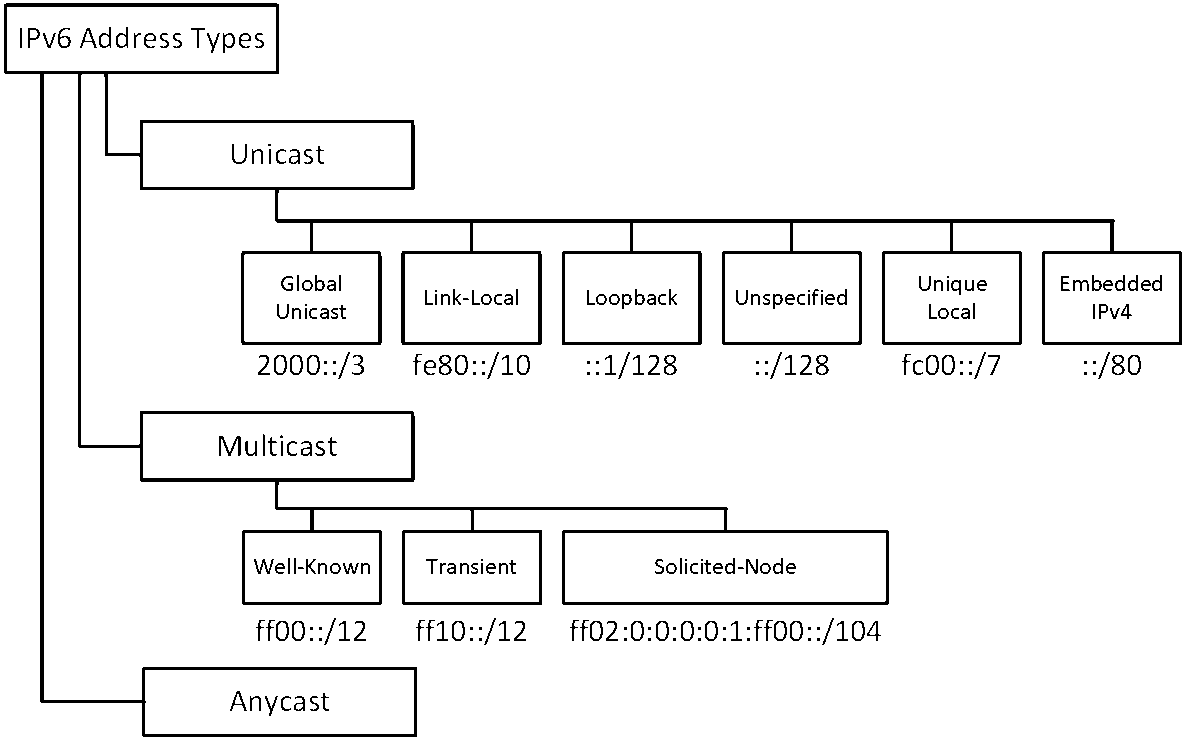 IPv6 Address Types
Unicast
Global
Unicast
Link-Local
Loopback
Unspecified
Unique
Local
Embedded
IPv4
2000::/3
fe80::/10
::1/128
::/128
fc00::/7
::/80
Multicast
Well-Known
Transient
Solicited-Node
ff00::/12
ff10::/12
ff02:0:0:0:0:1:ff00::/104
Anycast